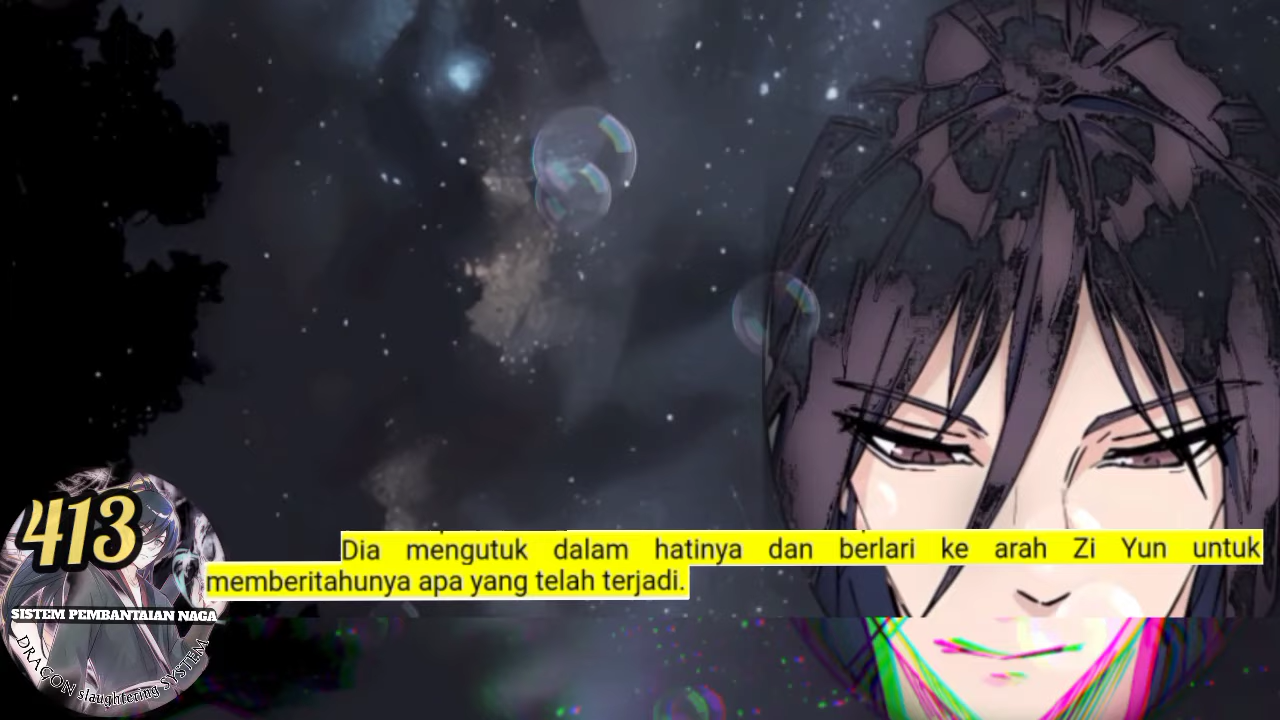 Dia mengutuk dalam hatinya dan berlari ke arah Zi Yun untuk
memberitahunya apa yang telah terjadi.
413
SISTEM PEMBANTAIAN NAGA
DRAGON slaughtering SYSTEM